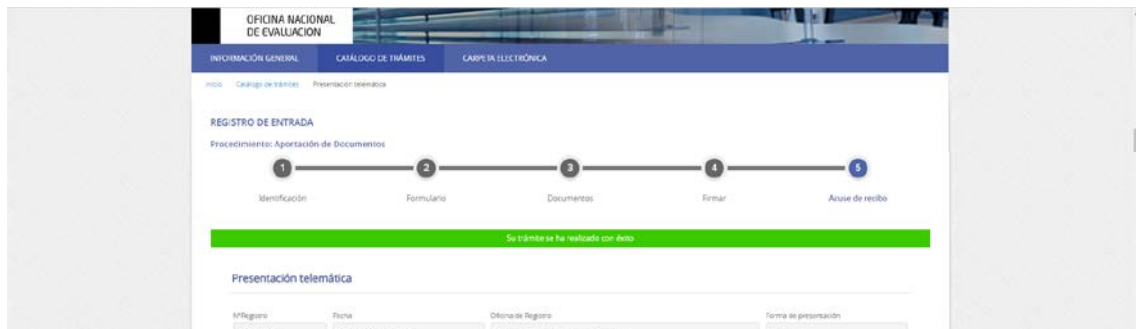 OFICINA NACIONAL
DE EVALUACION
INFORMACIÓN GENERAL CATÁLOGO DE TRÁMITES CARPETA ELECTRÓNICA
Inicio Catálogo de trámites Presentación telemática
REGISTRO DE ENTRADA
Procedimiento: Aportación de Documentos
1 2 3 4 5
Identificación Formulario Documentos Firmar Acuse de recibo
Su trámite se ha realizado con éxito
Presentación telemática
NºRegistro Fecha Oficina de Registro Forma de presentación